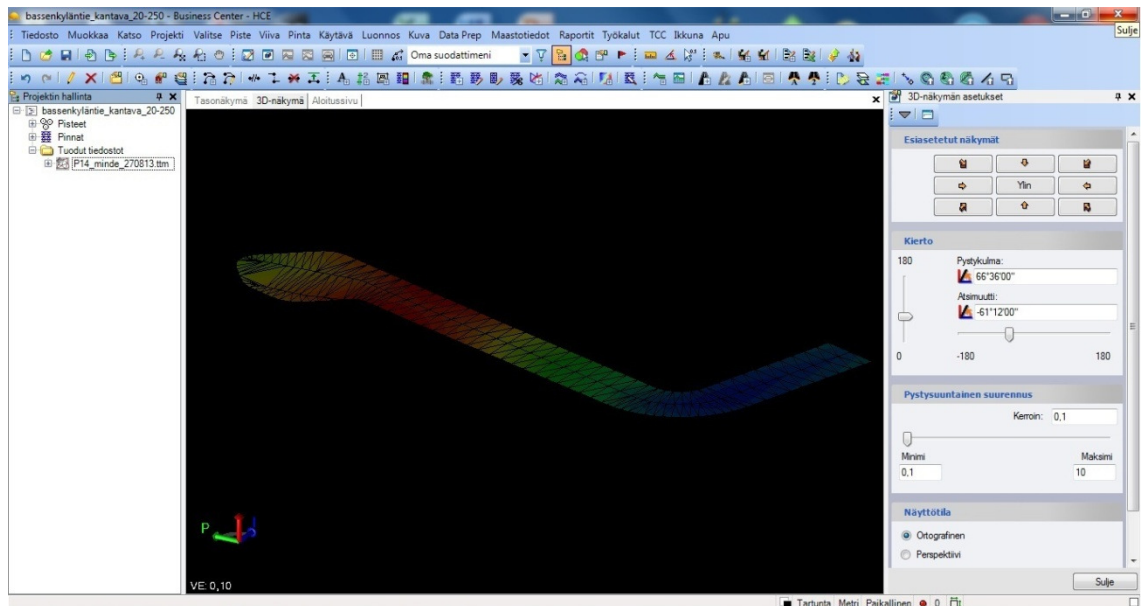 bassenkyläntie_kantava_20-250 - Business Center - HCE
Sulje
Tiedosto Muokkaa Katso Projekti Valitse Piste Viiva Pinta Käytävä Luonnos Kuva Data Prep Maastotiedot Raportit Työkalut TCC Ikkuna Apu
Oma suodattimeni
Projektin hallinta
bassenkyläntie_kantava_20-250
Pisteet
Pinnat
Tuodut tiedostot
P14_minde_270813.ttm
Tasonäkymä 3D-näkymä Aloitussivu
P
VE: 0,10
3D-näkymän asetukset
Esiasetetut näkymät
Ylin
Kierto
180 Pystykulma:
66°36'00"
Atsimuutti:
-61°12'00"
0 -180 180
Pystysuuntainen suurennus
Kerroin: 0,1
Minimi Maksimi
0,1 10
Näyttötila
Ortografinen
Perspektiivi
Sulje
Tartunta Metri Paikallinen 0